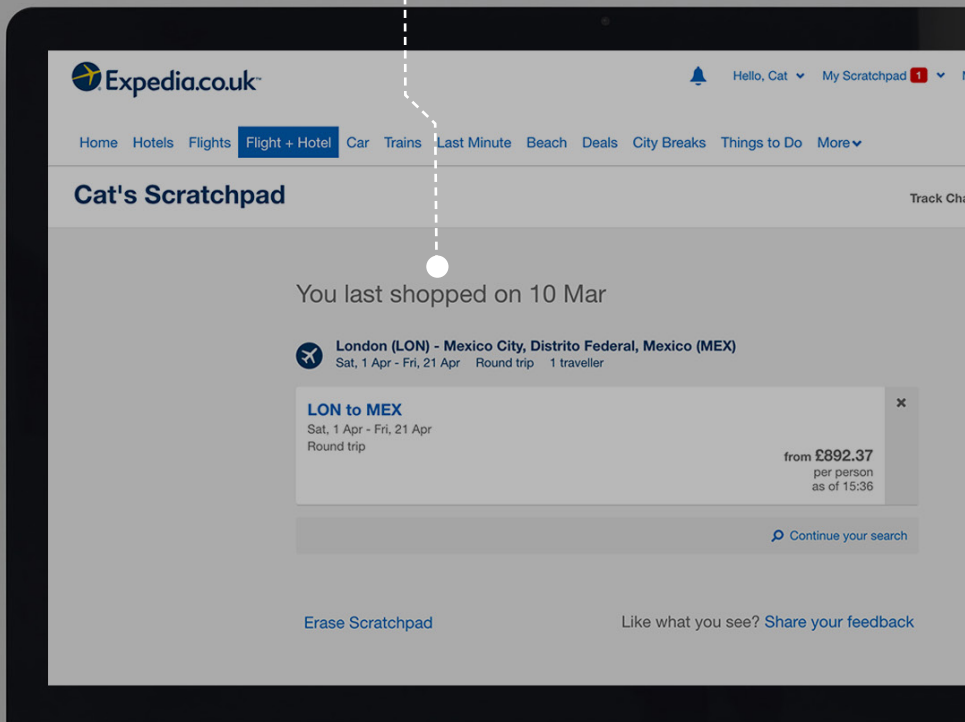 Expedia.co.uk™
Hello, Cat
My Scratchpad 1
Home Hotels Flights Flight + Hotel Car Trains Last Minute Beach Deals City Breaks Things to Do More
Cat's Scratchpad
Track Cha
You last shopped on 10 Mar
London (LON) - Mexico City, Distrito Federal, Mexico (MEX)
Sat, 1 Apr - Fri, 21 Apr Round trip 1 traveller
LON to MEX
Sat, 1 Apr - Fri, 21 Apr
Round trip
from £892.37
per person
as of 15:36
Continue your search
Erase Scratchpad
Like what you see? Share your feedback